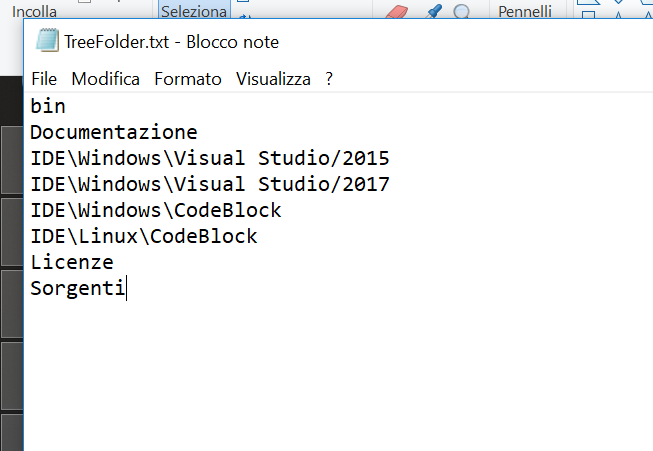 Incolla
Seleziona
Pennelli
TreeFolder.txt - Blocco note
File Modifica Formato Visualizza ?
bin
Documentazione
IDE\Windows\Visual Studio/2015
IDE\Windows\Visual Studio/2017
IDE\Windows\CodeBlock
IDE\Linux\CodeBlock
Licenze
Sorgenti